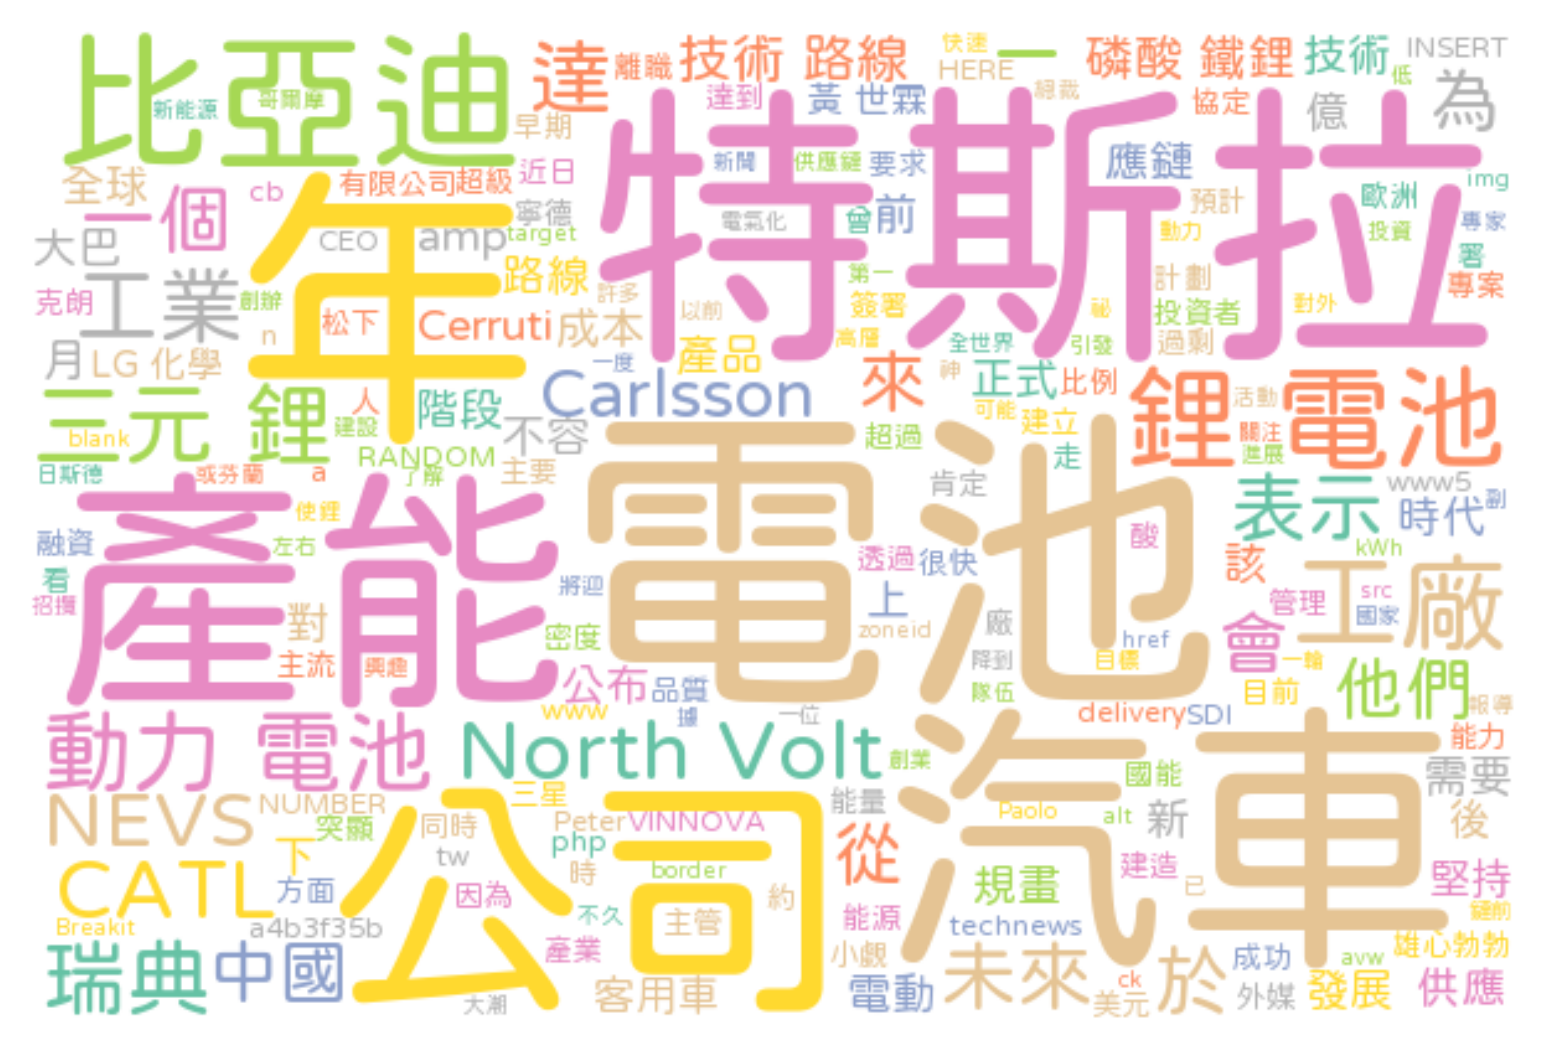 比亞迪
新能源
哥爾摩
達
離職
技術 路線
快速
HERE
一
磷酸 鐵鋰
技術
低
INSERT
達到
黃 世霖
綁裁
協定
億
為
早期
特斯拉
全球
cb
有限公司
超級
近日
新聞
供應鏈
要求
應鏈
歐洲
img
一個
年
寧德
電氣化
曾
前
預計
投資
專家
大巴
CEO
amp
target
動力
署
工業
路線
第一
計劃
專案
克朗
創辦
許多
簽署
投資者
對外
松下
Cerruti
成本
以前
祕
n
高層
全世界
引發
過剩
月
LG 化學
產品
一度
來
神
正式
比例
鋰 電池
三元 鋰
人
階段
Carlsson
可能
建立
活動
blank
建設
不容
超過
關注
RANDOM
走
進展
日斯德
或芬蘭
a
了解
主要
電池
肯定
表示
www5
時代
副
產能
使鋰
融資
左右
酸
kWh
看
透過
很快
該
工廠
招攬
將迎
上
管理
src
國家
對
密度
zoneid
廠
href
會
主流
興趣
降到
目標
一輪
公布
品質
隊伍
目前
他們
www
據
一位
delivery
SDI
報導
動力 電池
North Volt
創業
汽車
能力
國能
需要
NEVS
NUMBER
三星
能量
Paolo
突顯
同時
Peter
VINNOVA
alt
新
後
公司
下
php
從
tw
建造
CATL
時
border
規畫
已
堅持
方面
因為
約
Breakit
a4b3f35b
不久
主管
能源
technews
鏈前
瑞典
中國
產業
小覷
成功
avw
雄心勃勃
客用車
電動
未來
ck
於
發展
供應
大潮
美元
外媒